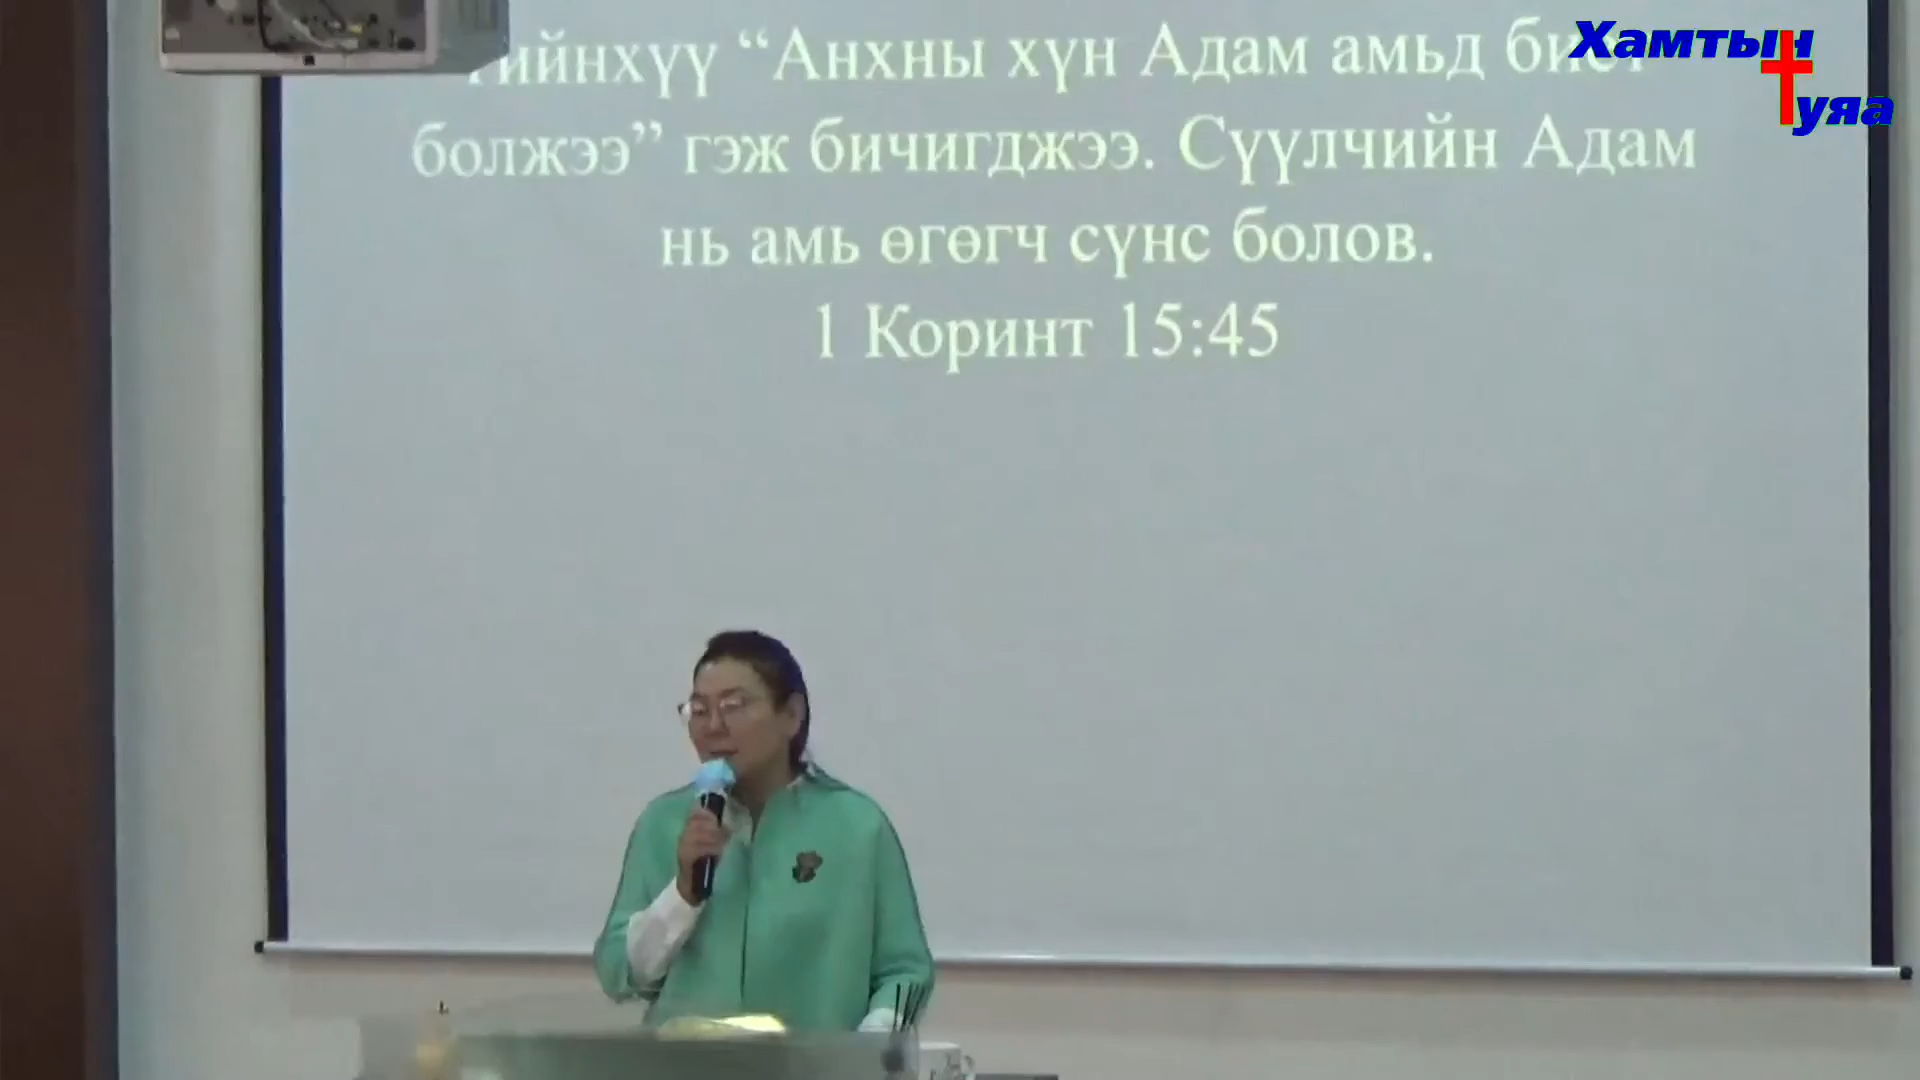 “Анхны хүн Адам амьд
болжээ” гэж бичигджээ. Сүүлчийн Адам
нь амь өгөгч сүнс болов.
1 Коринт 15:45
Хамтын
Туяа